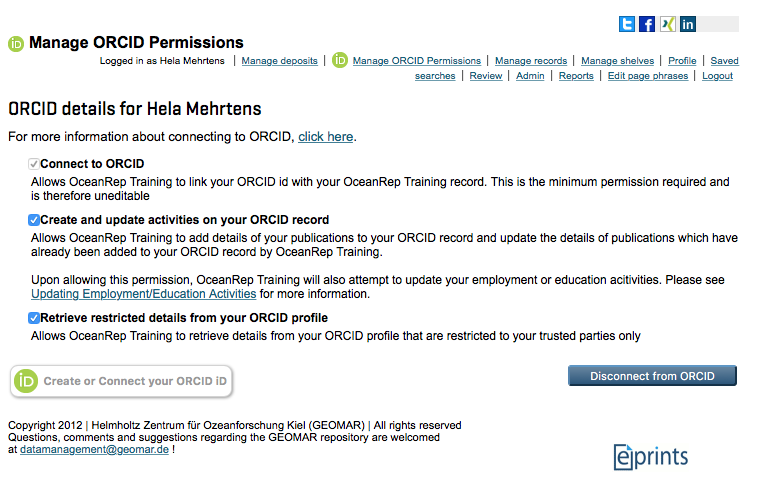 Manage ORCID Permissions
Logged in as Hela Mehrtens | Manage deposits | iD Manage ORCID Permissions | Manage records | Manage shelves | Profile | Saved
searches | Review | Admin | Reports | Edit page phrases | Logout
ORCID details for Hela Mehrtens
For more information about connecting to ORCID, click here.
Connect to ORCID
Allows OceanRep Training to link your ORCID id with your OceanRep Training record. This is the minimum permission required and
is therefore uneditable
Create and update activities on your ORCID record
Allows OceanRep Training to add details of your publications to your ORCID record and update the details of publications which have
already been added to your ORCID record by OceanRep Training.
Upon allowing this permission, OceanRep Training will also attempt to update your employment or education acitivities. Please see
Updating Employment/Education Activities for more information.
Retrieve restricted details from your ORCID profile
Allows OceanRep Training to retrieve details from your ORCID profile that are restricted to your trusted parties only
iD Create or Connect your ORCID iD
Disconnect from ORCID
Copyright 2012 | Helmholtz Zentrum für Ozeanforschung Kiel (GEOMAR) | All rights reserved
Questions, comments and suggestions regarding the GEOMAR repository are welcomed
at datamanagement@geomar.de !
eprints